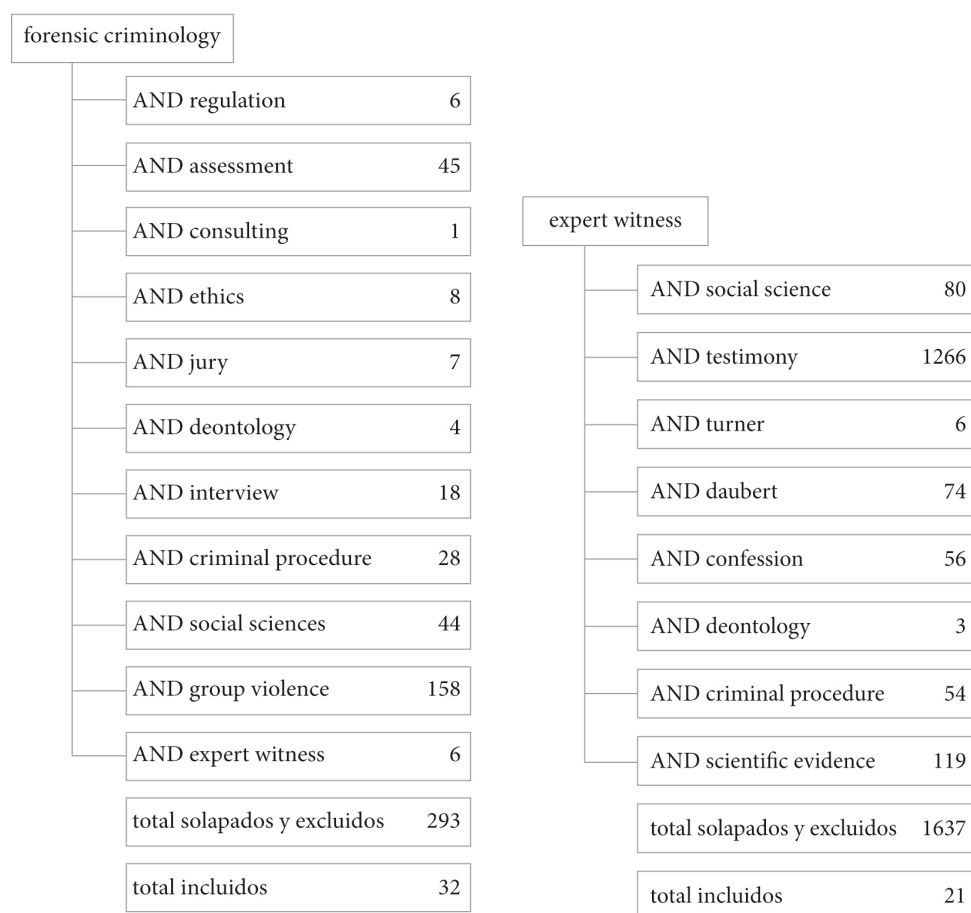 forensic criminology
AND regulation 6
AND assessment 45
AND consulting 1
AND ethics 8
AND jury 7
AND deontology 4
AND interview 18
AND criminal procedure 28
AND social sciences 44
AND group violence 158
AND expert witness 6
total solapados y excluidos 293
total incluidos 32
expert witness
AND social science 80
AND testimony 1266
AND turner 6
AND daubert 74
AND confession 56
AND deontology 3
AND criminal procedure 54
AND scientific evidence 119
total solapados y excluidos 1637
total incluidos 21